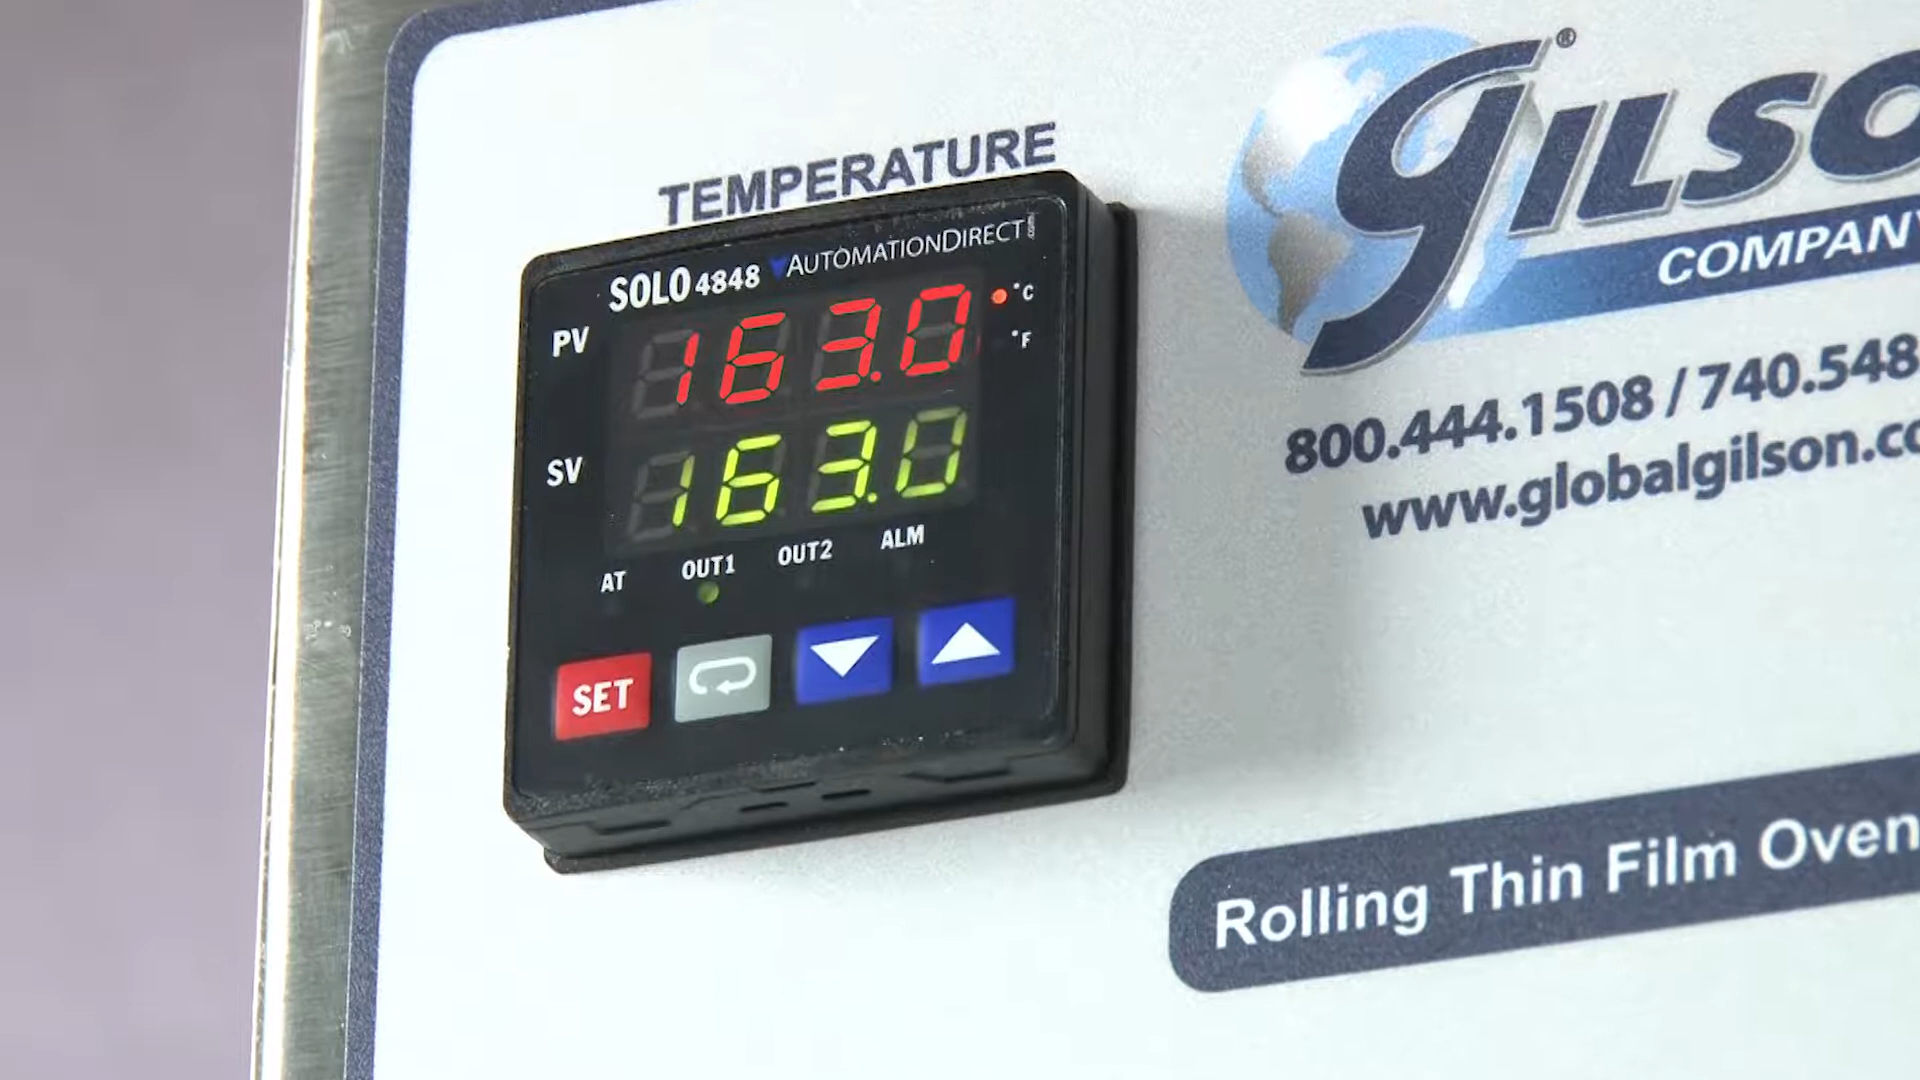 TEMPERATURE
SOLO 4848 AUTOMATIONDIRECT
PV 163.0 °C
°F
SV 163.0
AT OUT1 OUT2 ALM
SET
GILSO
®
COMPANY
800.444.1508 / 740.548
www.globalgilson.co
Rolling Thin Film Oven